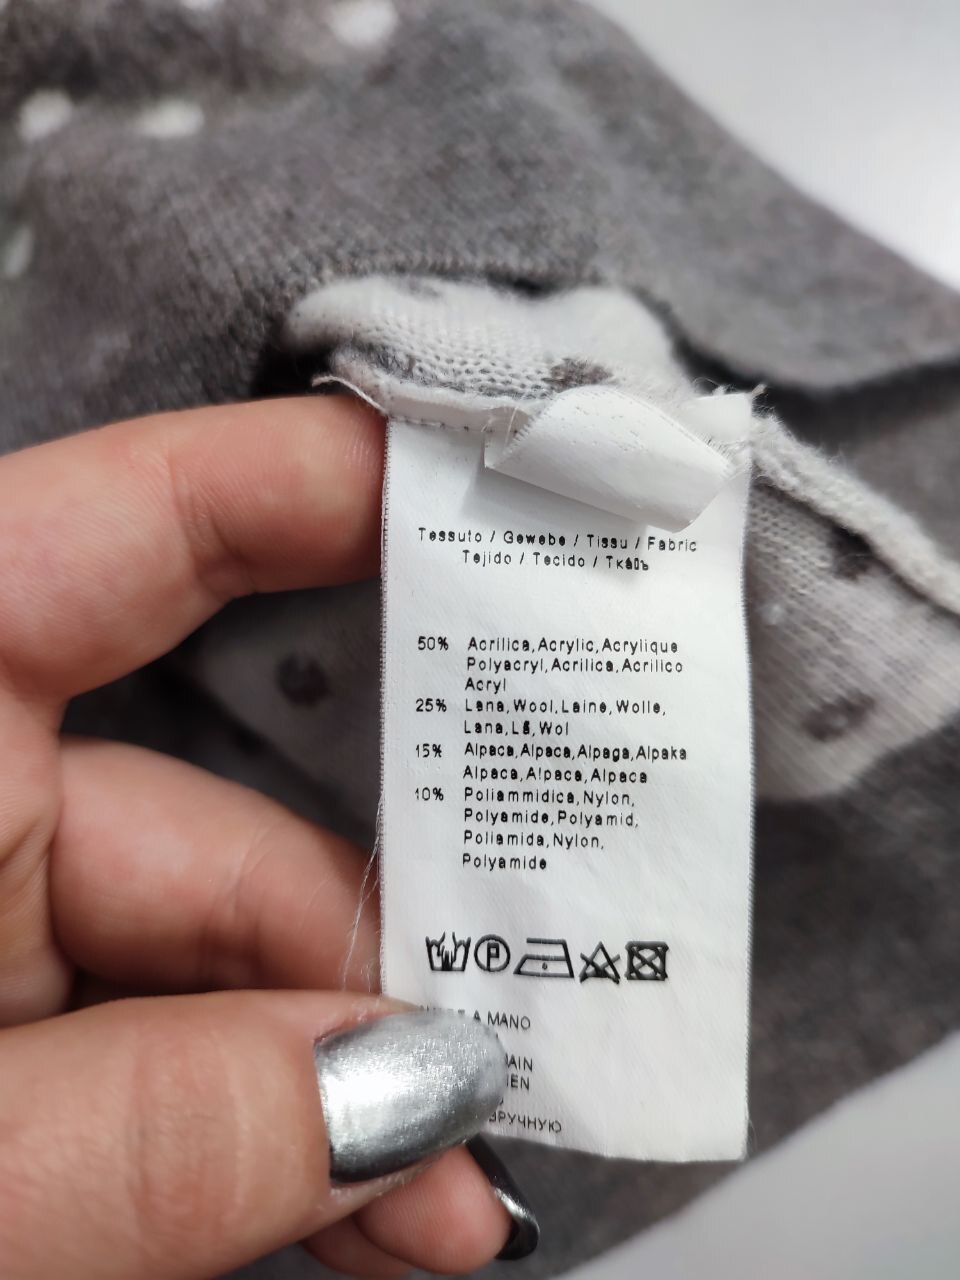 Tessuto / Gewebe / Tissu / Fabric
Tejido / Tecido / Ткань
50% Acrilica,Acrylic,Acrylique
Polyacryl,Acrilica,Acrilico
Acryl
25% Lana,Wool,Laine,Wolle,
Lana,Lã,Wol
15% Alpaca,Alpaca,Alpaga,Alpaka
Alpaca,Alpaca,Alpaca
10% Poliammidica,Nylon,
Polyamide,Polyamid,
Poliamida,Nylon,
Polyamide
P
A MANO